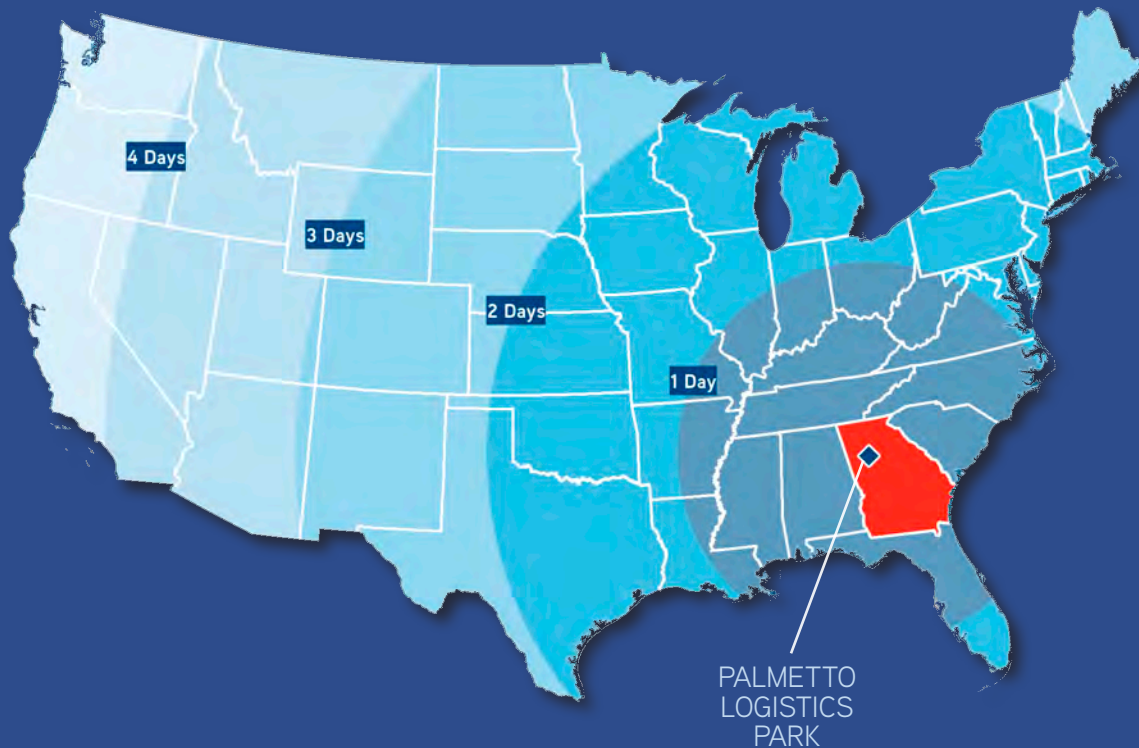 4 Days
3 Days
2 Days
1 Day
PALMETTO
LOGISTICS
PARK